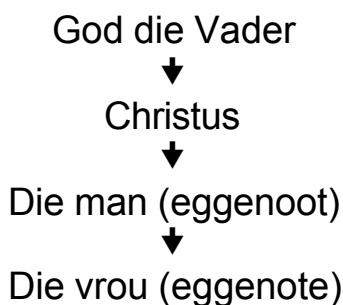 God die Vader
Christus
Die man (eggenoot)
Die vrou (eggenote)